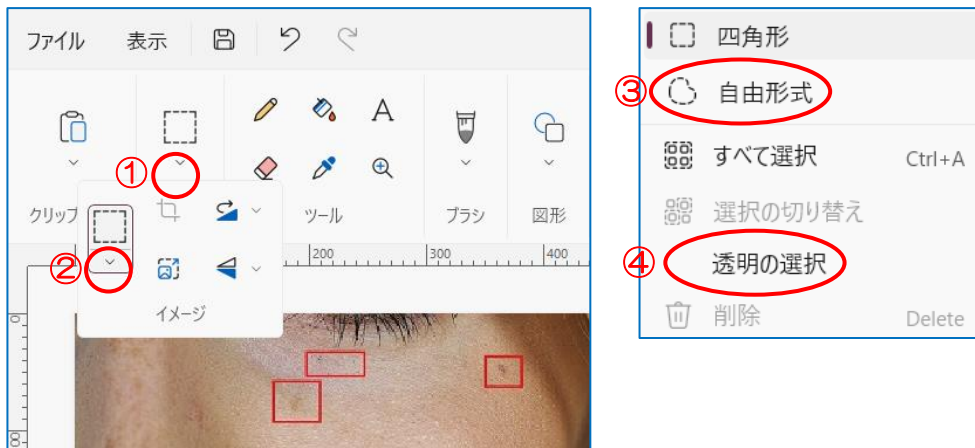 ファイル 表示
A
①
クリップ
ツール
ブラシ
図形
②
イメージ
200 300 400
0
80
四角形
③ 自由形式
すべて選択 Ctrl+A
選択の切り替え
④ 透明の選択
削除 Delete